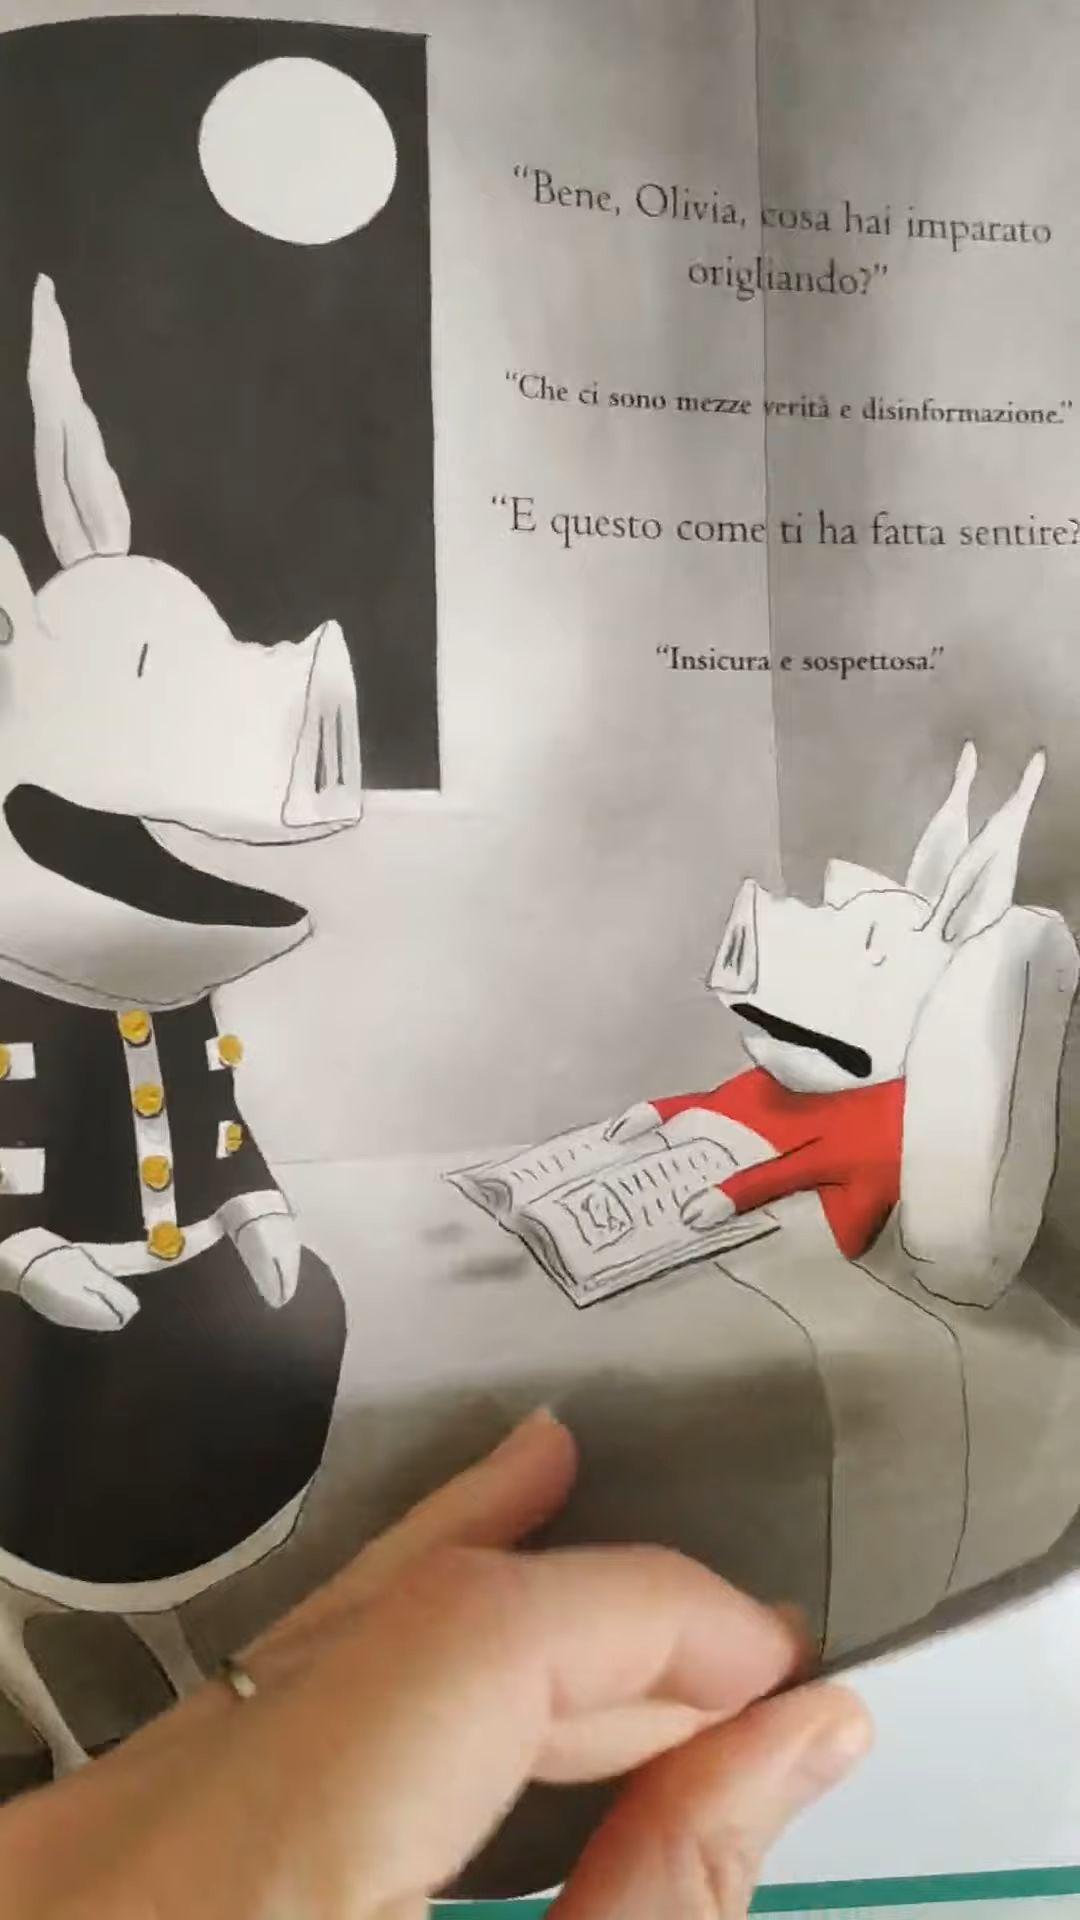 “Bene, Olivia, cosa hai imparato
origliando?”
“Che ci sono mezze verità e disinformazione.”
“E questo come ti ha fatta sentire?
“Insicura e sospettosa.”